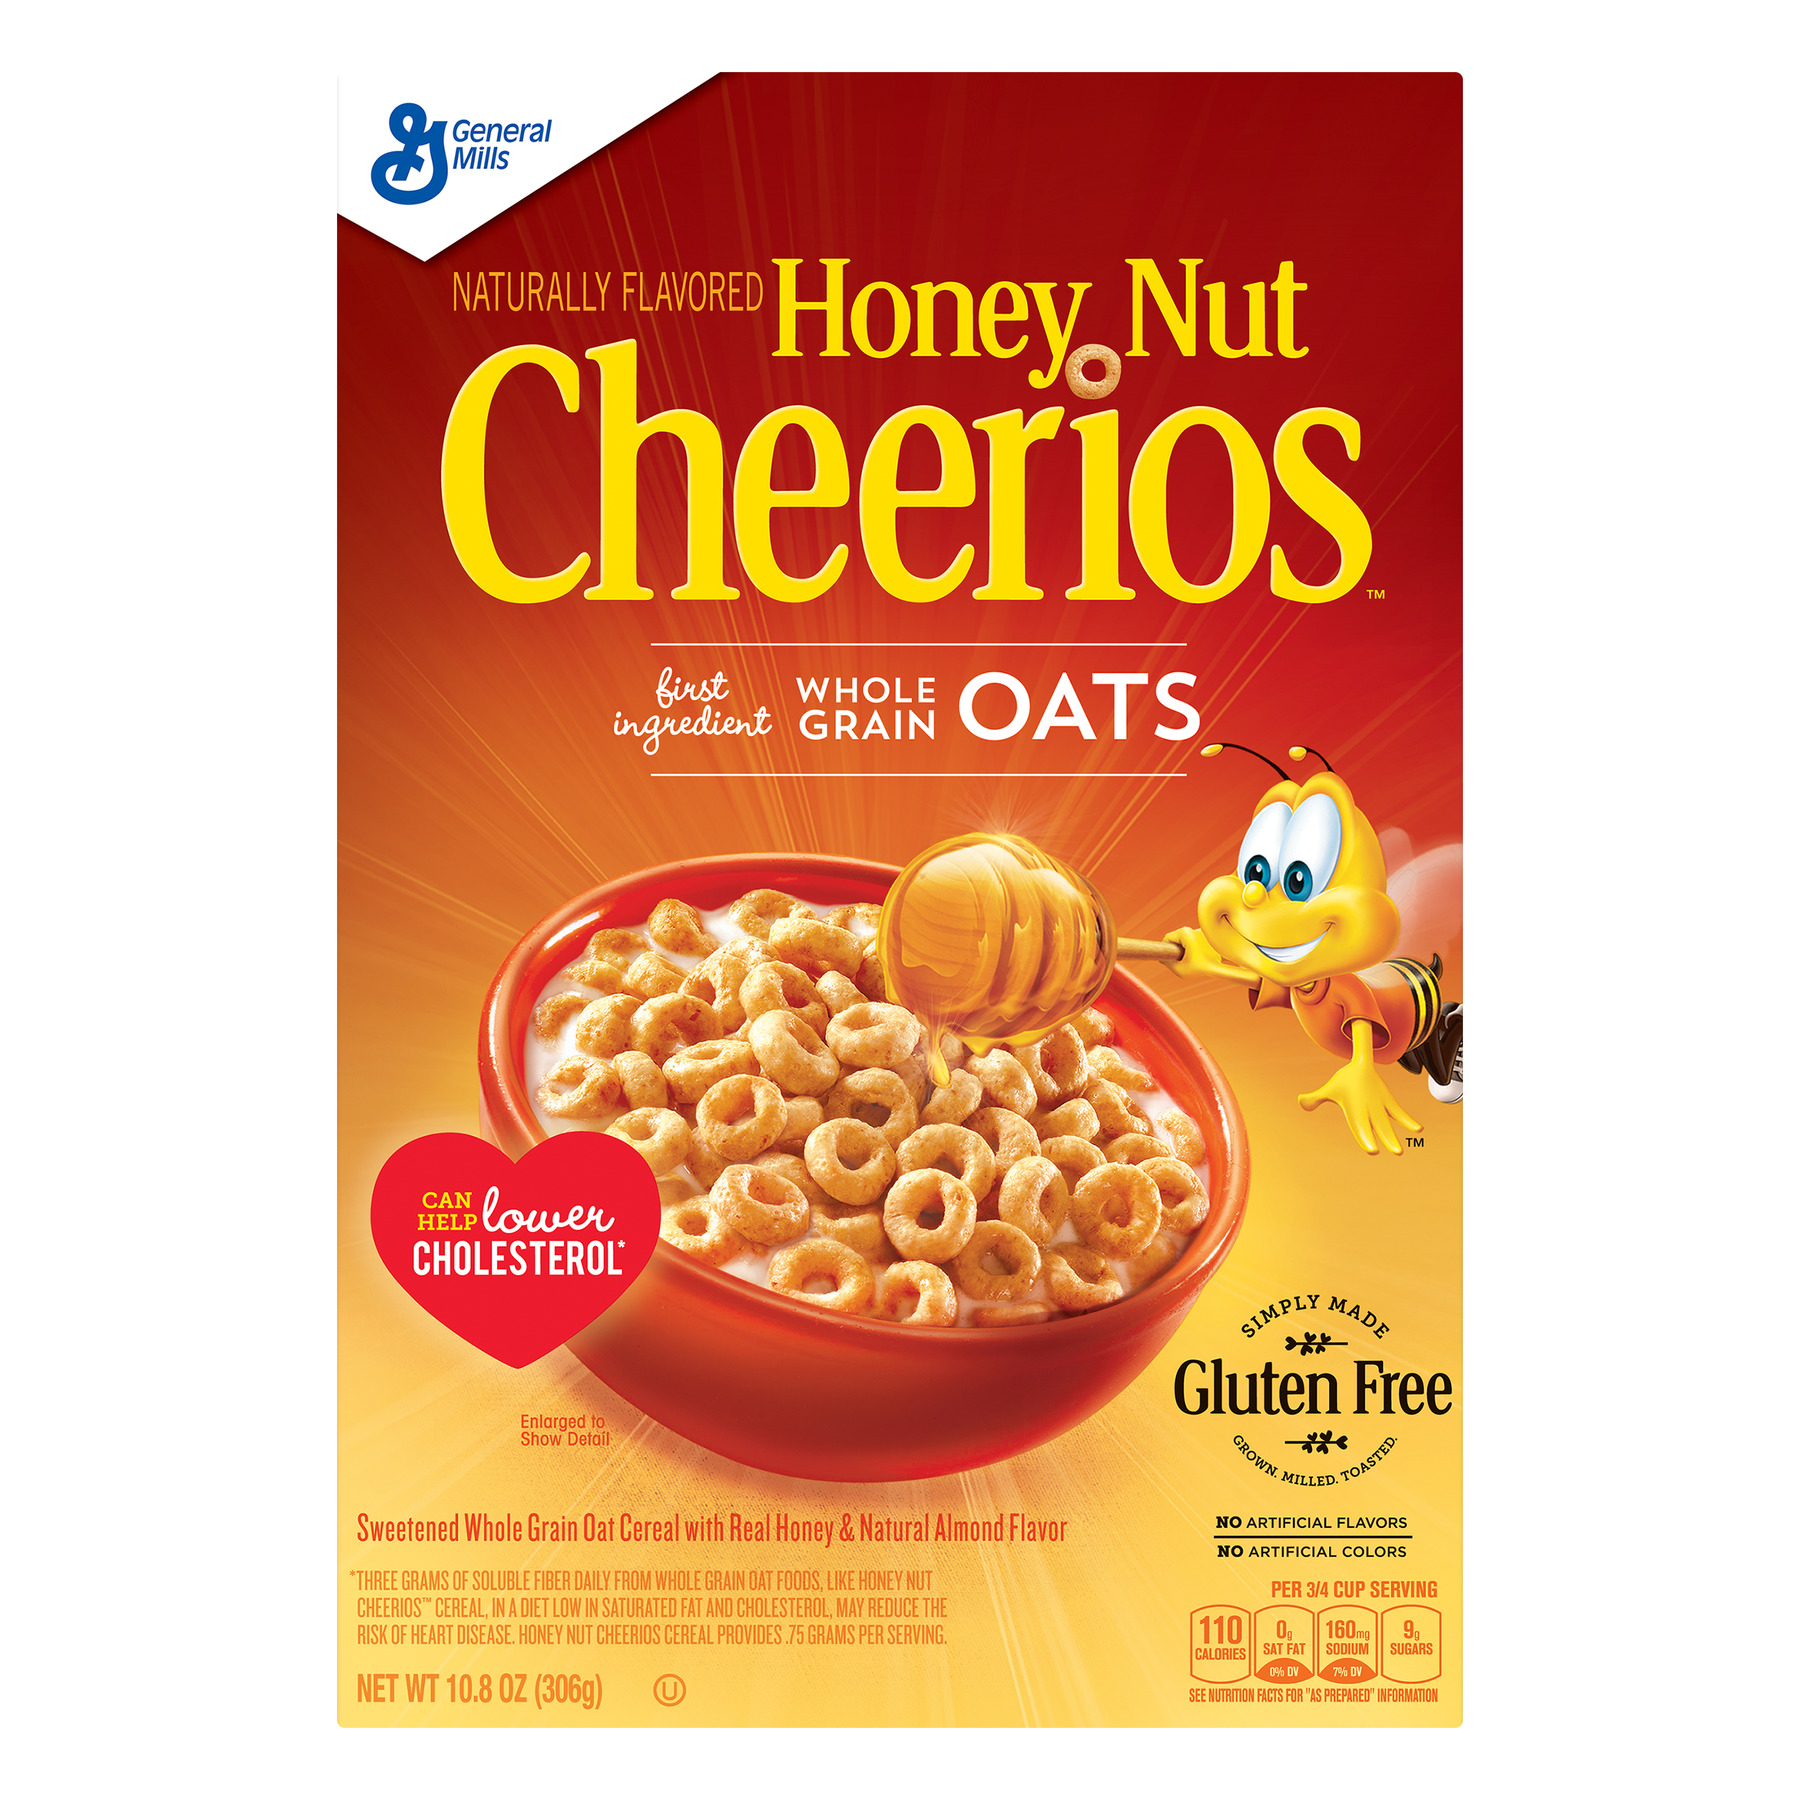 General
Mills
NATURALLY FLAVORED Honey Nut
Cheerios™
first
ingredient
WHOLE
GRAIN
OATS
CAN
HELP
lower
CHOLESTEROL*
TM
Enlarged to
Show Detail
SIMPLY MADE
Gluten Free
GROWN. MILLED. TOASTED.
NO ARTIFICIAL FLAVORS
NO ARTIFICIAL COLORS
Sweetened Whole Grain Oat Cereal with Real Honey & Natural Almond Flavor
*THREE GRAMS OF SOLUBLE FIBER DAILY FROM WHOLE GRAIN OAT FOODS, LIKE HONEY NUT
CHEERIOS™ CEREAL, IN A DIET LOW IN SATURATED FAT AND CHOLESTEROL, MAY REDUCE THE
RISK OF HEART DISEASE. HONEY NUT CHEERIOS CEREAL PROVIDES .75 GRAMS PER SERVING.
NET WT 10.8 OZ (306g)
U
PER 3/4 CUP SERVING
110
CALORIES
0g
SAT FAT
0% DV
160mg
SODIUM
7% DV
9g
SUGARS
SEE NUTRITION FACTS FOR "AS PREPARED" INFORMATION